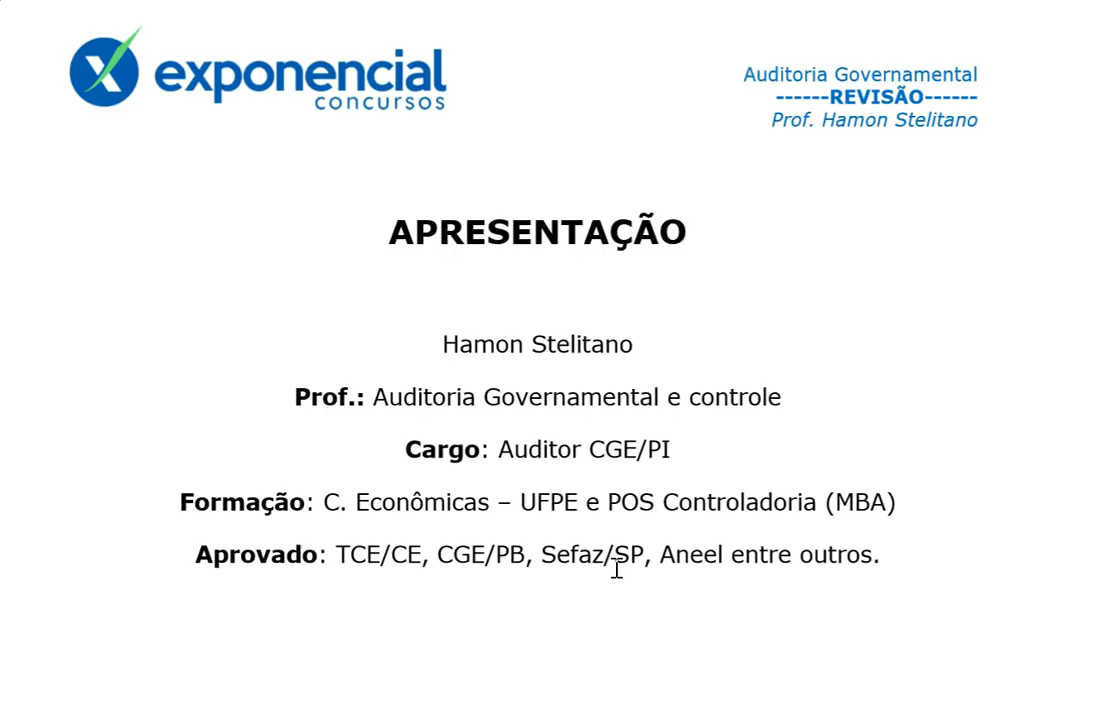 exponencial
concursos
Auditoria Governamental
------REVISÃO------
Prof. Hamon Stelitano
APRESENTAÇÃO
Hamon Stelitano
Prof.: Auditoria Governamental e controle
Cargo: Auditor CGE/PI
Formação: C. Econômicas – UFPE e POS Controladoria (MBA)
Aprovado: TCE/CE, CGE/PB, Sefaz/SP, Aneel entre outros.